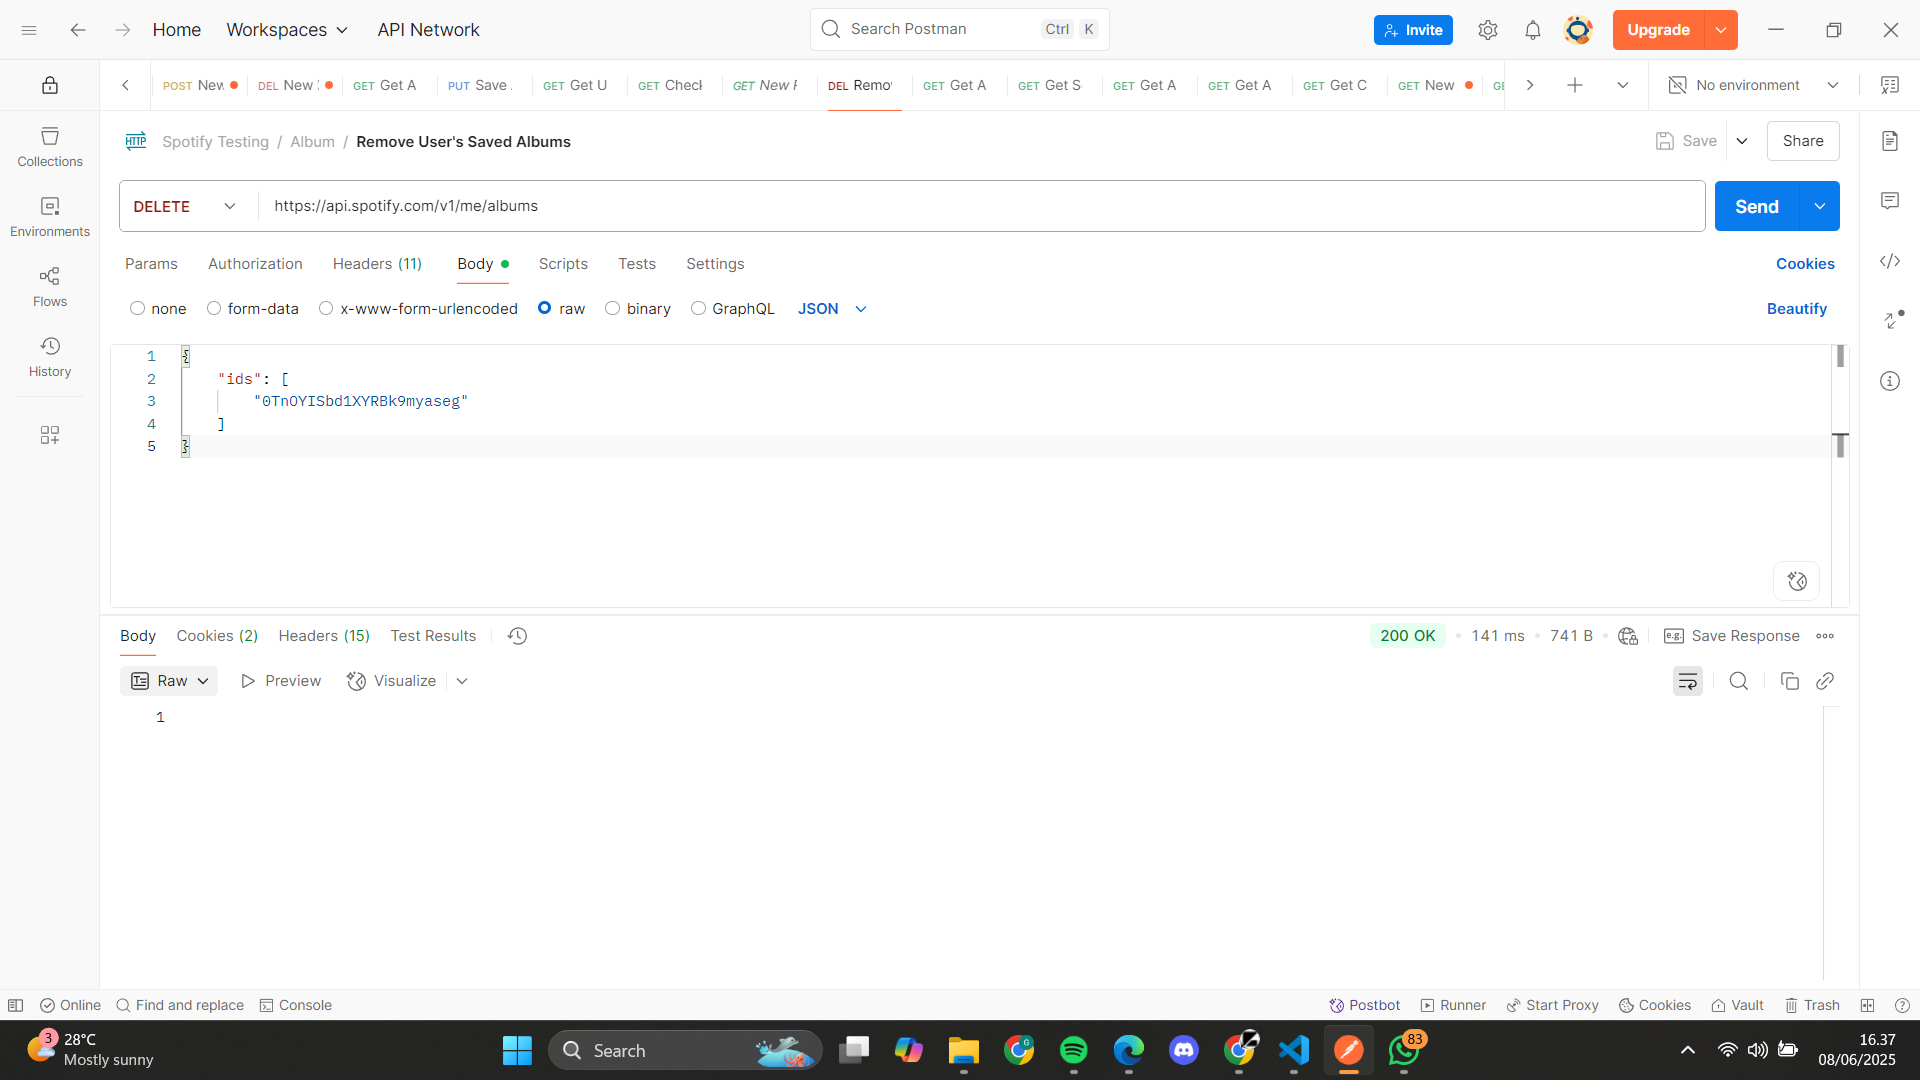 Home
Workspaces
API Network
Search Postman
Ctrl
K
Invite
Upgrade
POST New
DEL New
GET Get A
PUT Save
GET Get U
GET Check
GET New
DEL Remov
GET Get A
GET Get S
GET Get A
GET Get A
GET Get C
GET New
No environment
HTTP
Spotify Testing / Album / Remove User's Saved Albums
Save
Share
Collections
Environments
Flows
History
DELETE
https://api.spotify.com/v1/me/albums
Send
Params
Authorization
Headers (11)
Body
Scripts
Tests
Settings
Cookies
none
form-data
x-www-form-urlencoded
raw
binary
GraphQL
JSON
Beautify
1 {
2 "ids": [
3 "0TnOYISbd1XYRBk9myaseg"
4 ]
5 }
Body
Cookies (2)
Headers (15)
Test Results
200 OK
141 ms
741 B
e.g.
Save Response
Raw
Preview
Visualize
1
Online
Find and replace
Console
Postbot
Runner
Start Proxy
Cookies
Vault
Trash
3
28°C
Mostly sunny
Search
G
83
16.37
08/06/2025